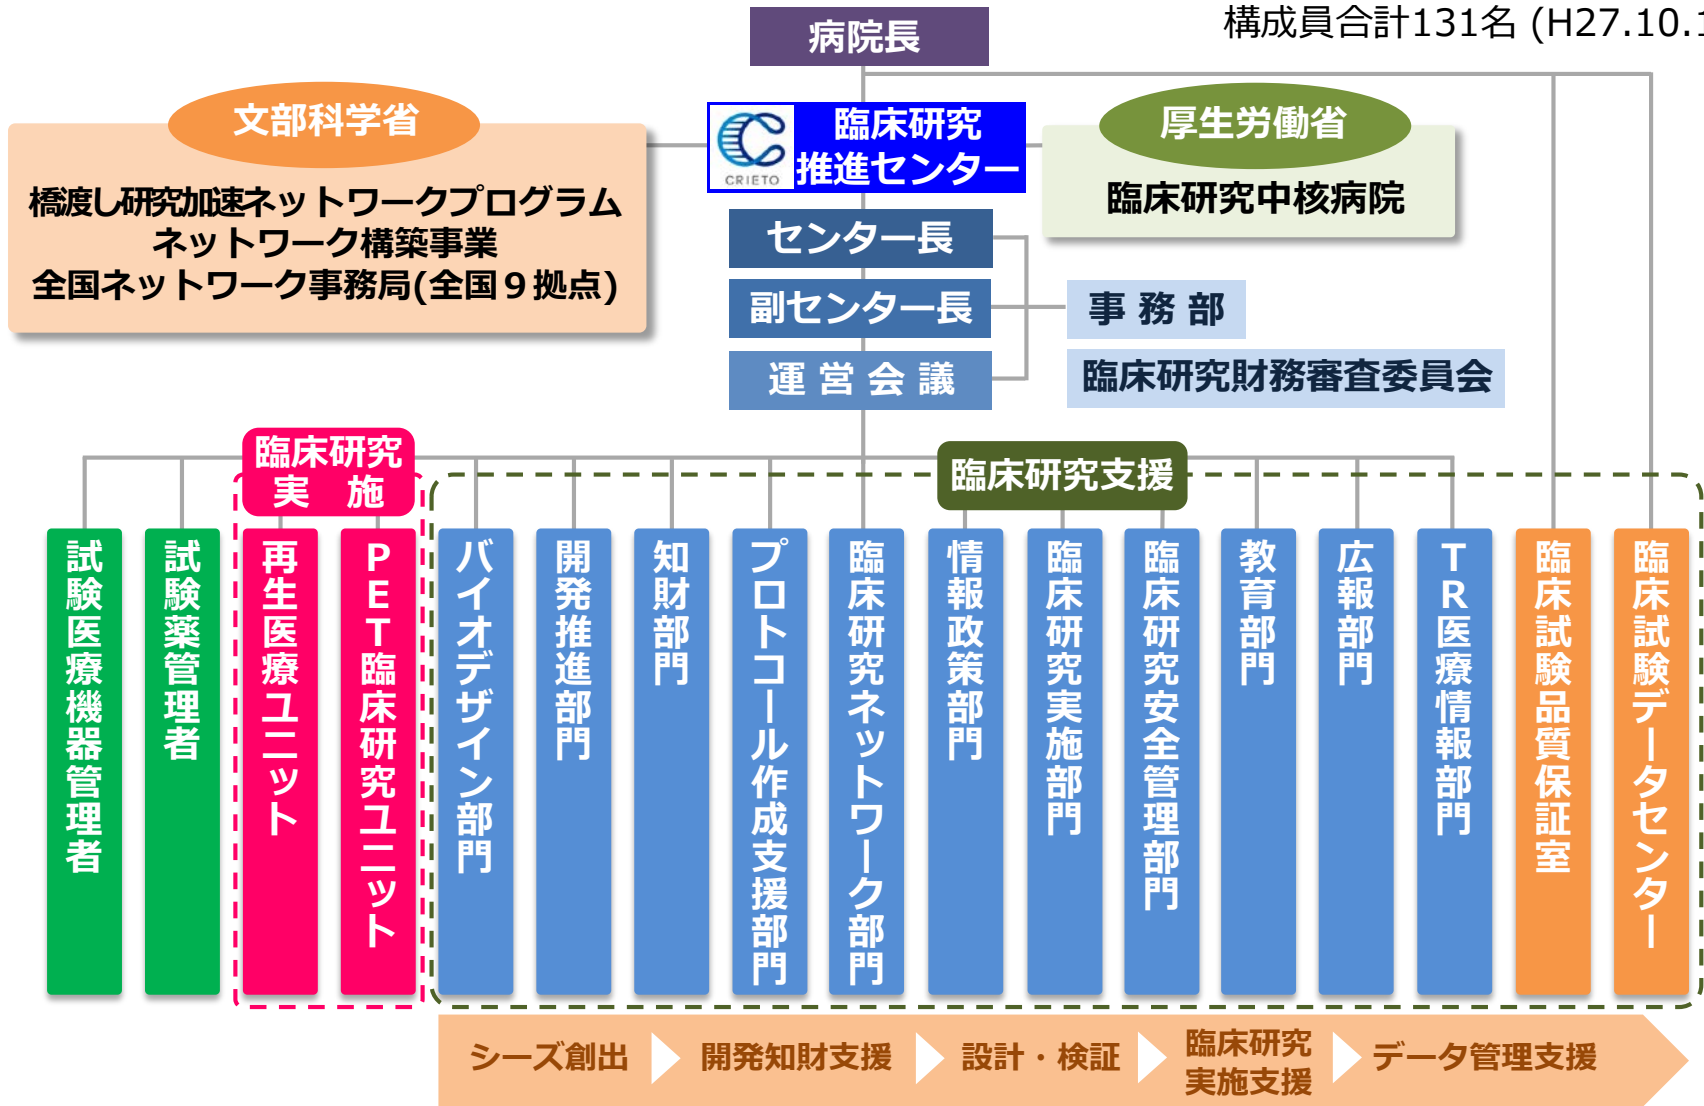 構成員合計131名 (H27.10.1
病院長
文部科学省
橋渡し研究加速ネットワークプログラム
ネットワーク構築事業
全国ネットワーク事務局(全国９拠点)
CRIETO
臨床研究
推進センター
厚生労働省
臨床研究中核病院
センター長
副センター長
運営会議
事務部
臨床研究財務審査委員会
臨床研究
実施
臨床研究支援
試験医療機器管理者
試験薬管理者
再生医療ユニット
PET臨床研究ユニット
バイオデザイン部門
開発推進部門
知財部門
プロトコール作成支援部門
臨床研究ネットワーク部門
情報政策部門
臨床研究実施部門
臨床研究安全管理部門
教育部門
広報部門
TR医療情報部門
臨床試験品質保証室
臨床試験データセンター
シーズ創出
開発知財支援
設計・検証
臨床研究
実施支援
データ管理支援